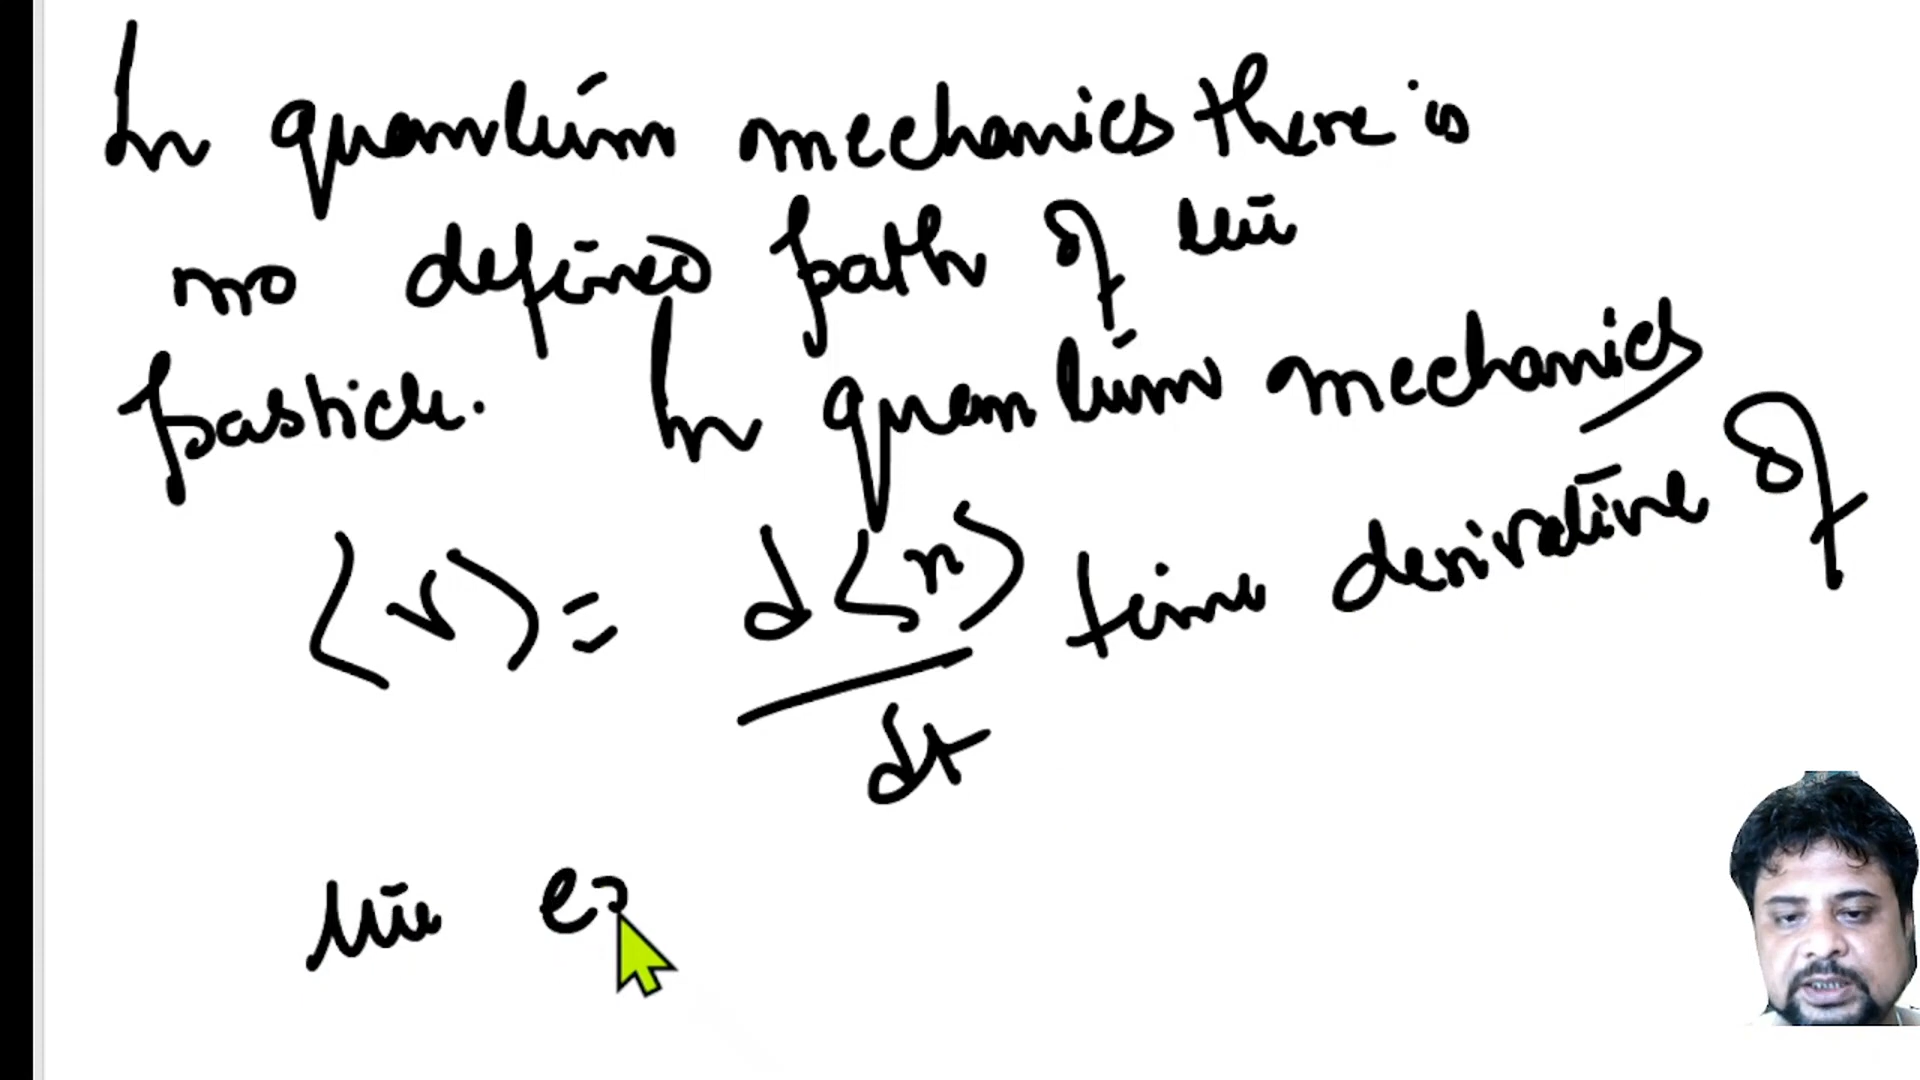 In quantum mechanics there is
no defined path of the
particle. In quantum mechanics
⟨v⟩ = d⟨x⟩/dt time derivative of
the ex